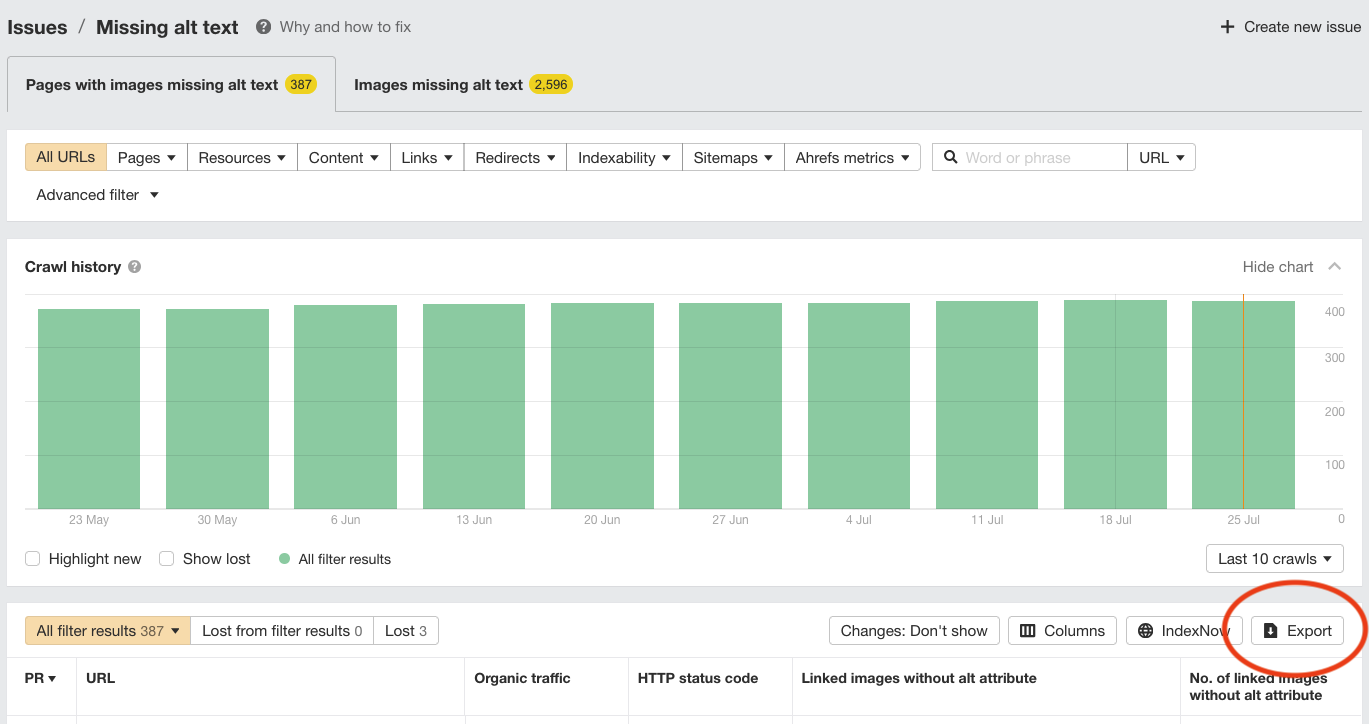 Issues / Missing alt text ? Why and how to fix + Create new issue
Pages with images missing alt text 387 Images missing alt text 2,596
All URLs Pages Resources Content Links Redirects Indexability Sitemaps Ahrefs metrics Word or phrase URL
Advanced filter
Crawl history ? Hide chart
400
300
200
100
0
23 May 30 May 6 Jun 13 Jun 20 Jun 27 Jun 4 Jul 11 Jul 18 Jul 25 Jul
Highlight new Show lost All filter results Last 10 crawls
All filter results 387 Lost from filter results 0 Lost 3 Changes: Don't show Columns IndexNow Export
PR URL Organic traffic HTTP status code Linked images without alt attribute No. of linked images
without alt attribute